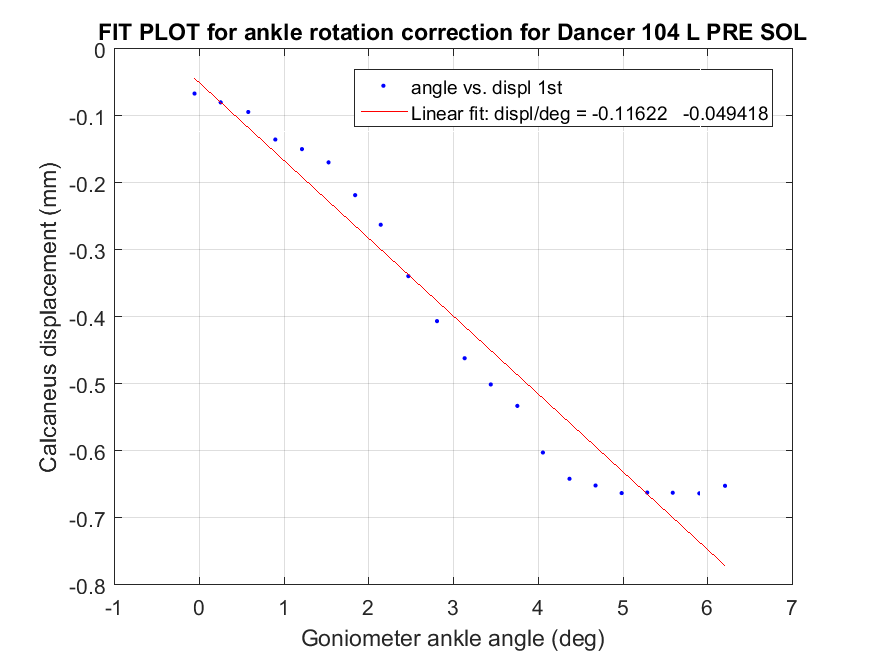 FIT PLOT for ankle rotation correction for Dancer 104 L PRE SOL
angle vs. displ 1st
Linear fit: displ/deg = -0.11622 -0.049418
0
-0.1
-0.2
-0.3
-0.4
-0.5
-0.6
-0.7
-0.8
Calcaneus displacement (mm)
-1 0 1 2 3 4 5 6 7
Goniometer ankle angle (deg)